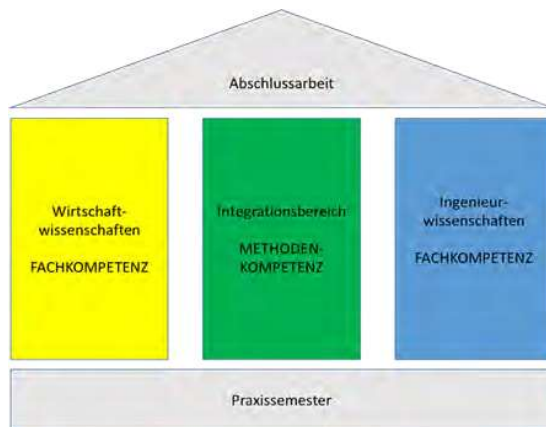 Abschlussarbeit
Wirtschaft-
wissenschaften
FACHKOMPETENZ
Integrationsbereich
METHODEN-
KOMPETENZ
Ingenieur-
wissenschaften
FACHKOMPETENZ
Praxissemester